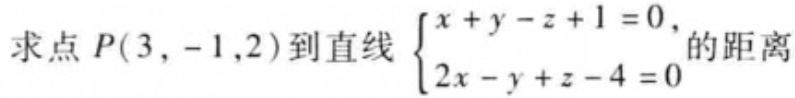 求点 P(3, -1,2)到直线 { x + y - z + 1 = 0, 的距离
2x - y + z - 4 = 0